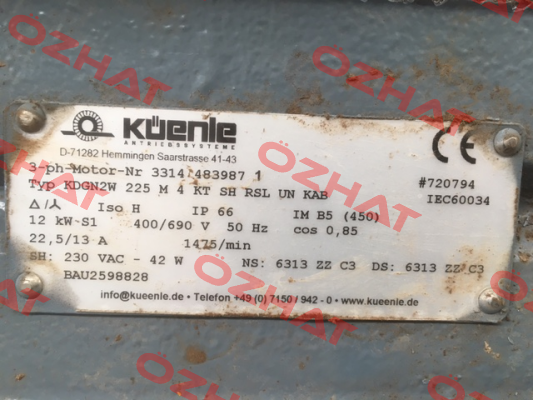 küenle
ANTRIEBSSYSTEME
D-71282 Hemmingen Saarstrasse 41-43
CE
3-ph-Motor-Nr 3314 483987 1
#720794
Typ KDGN2W 225 M 4 KT SH RSL UN KAB
IEC60034
Iso H IP 66 IM B5 (450)
12 kW-S1 400/690 V 50 Hz cos 0,85
22,5/13 A 1475/min
SH: 230 VAC - 42 W NS: 6313 ZZ C3 DS: 6313 ZZ C3
BAU2598828
info@kueenle.de • Telefon +49 (0) 7150 / 942 - 0 • www.kueenle.de
OZHAT
OZHAT
OZHAT
OZHAT
OZHAT
OZHAT